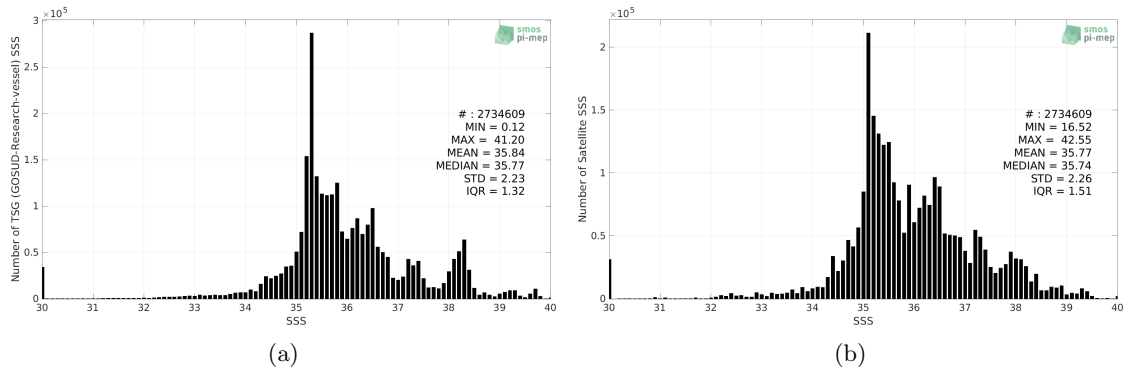 ×10⁵
3
2.5
2
1.5
1
0.5
0
Number of TSG (GOSUD-Research-vessel) SSS
smos
pi-mep
# : 2734609
MIN = 0.12
MAX = 41.20
MEAN = 35.84
MEDIAN = 35.77
STD = 2.23
IQR = 1.32
30 31 32 33 34 35 36 37 38 39 40
SSS
(a)
×10⁵
2
1.5
1
0.5
0
Number of Satellite SSS
smos
pi-mep
# : 2734609
MIN = 16.52
MAX = 42.55
MEAN = 35.77
MEDIAN = 35.74
STD = 2.26
IQR = 1.51
30 31 32 33 34 35 36 37 38 39 40
SSS
(b)